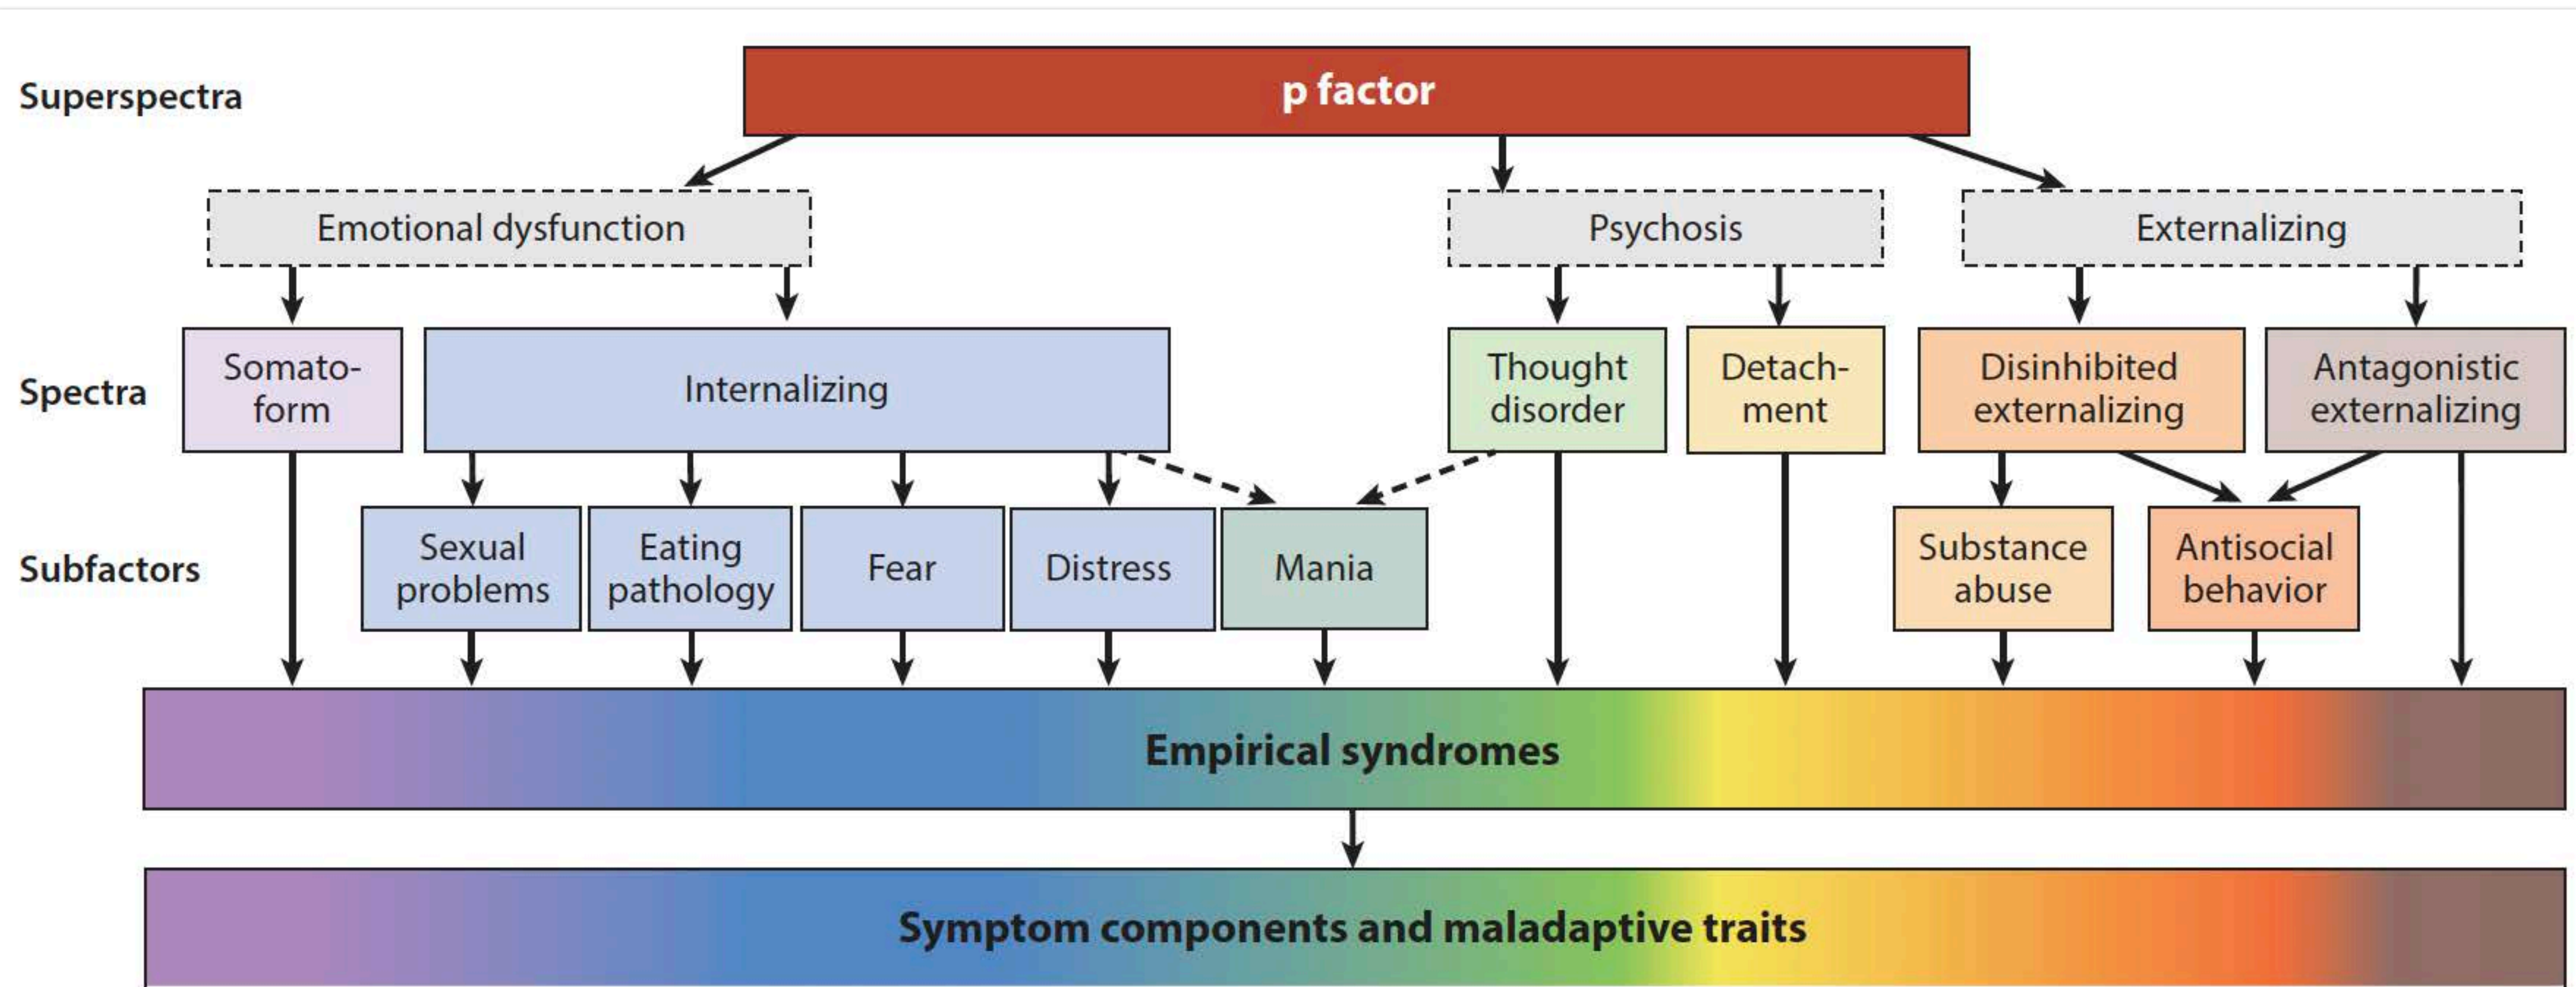 Superspectra
p factor
Emotional dysfunction
Psychosis
Externalizing
Spectra
Somato-
form
Internalizing
Thought
disorder
Detach-
ment
Disinhibited
externalizing
Antagonistic
externalizing
Subfactors
Sexual
problems
Eating
pathology
Fear
Distress
Mania
Substance
abuse
Antisocial
behavior
Empirical syndromes
Symptom components and maladaptive traits